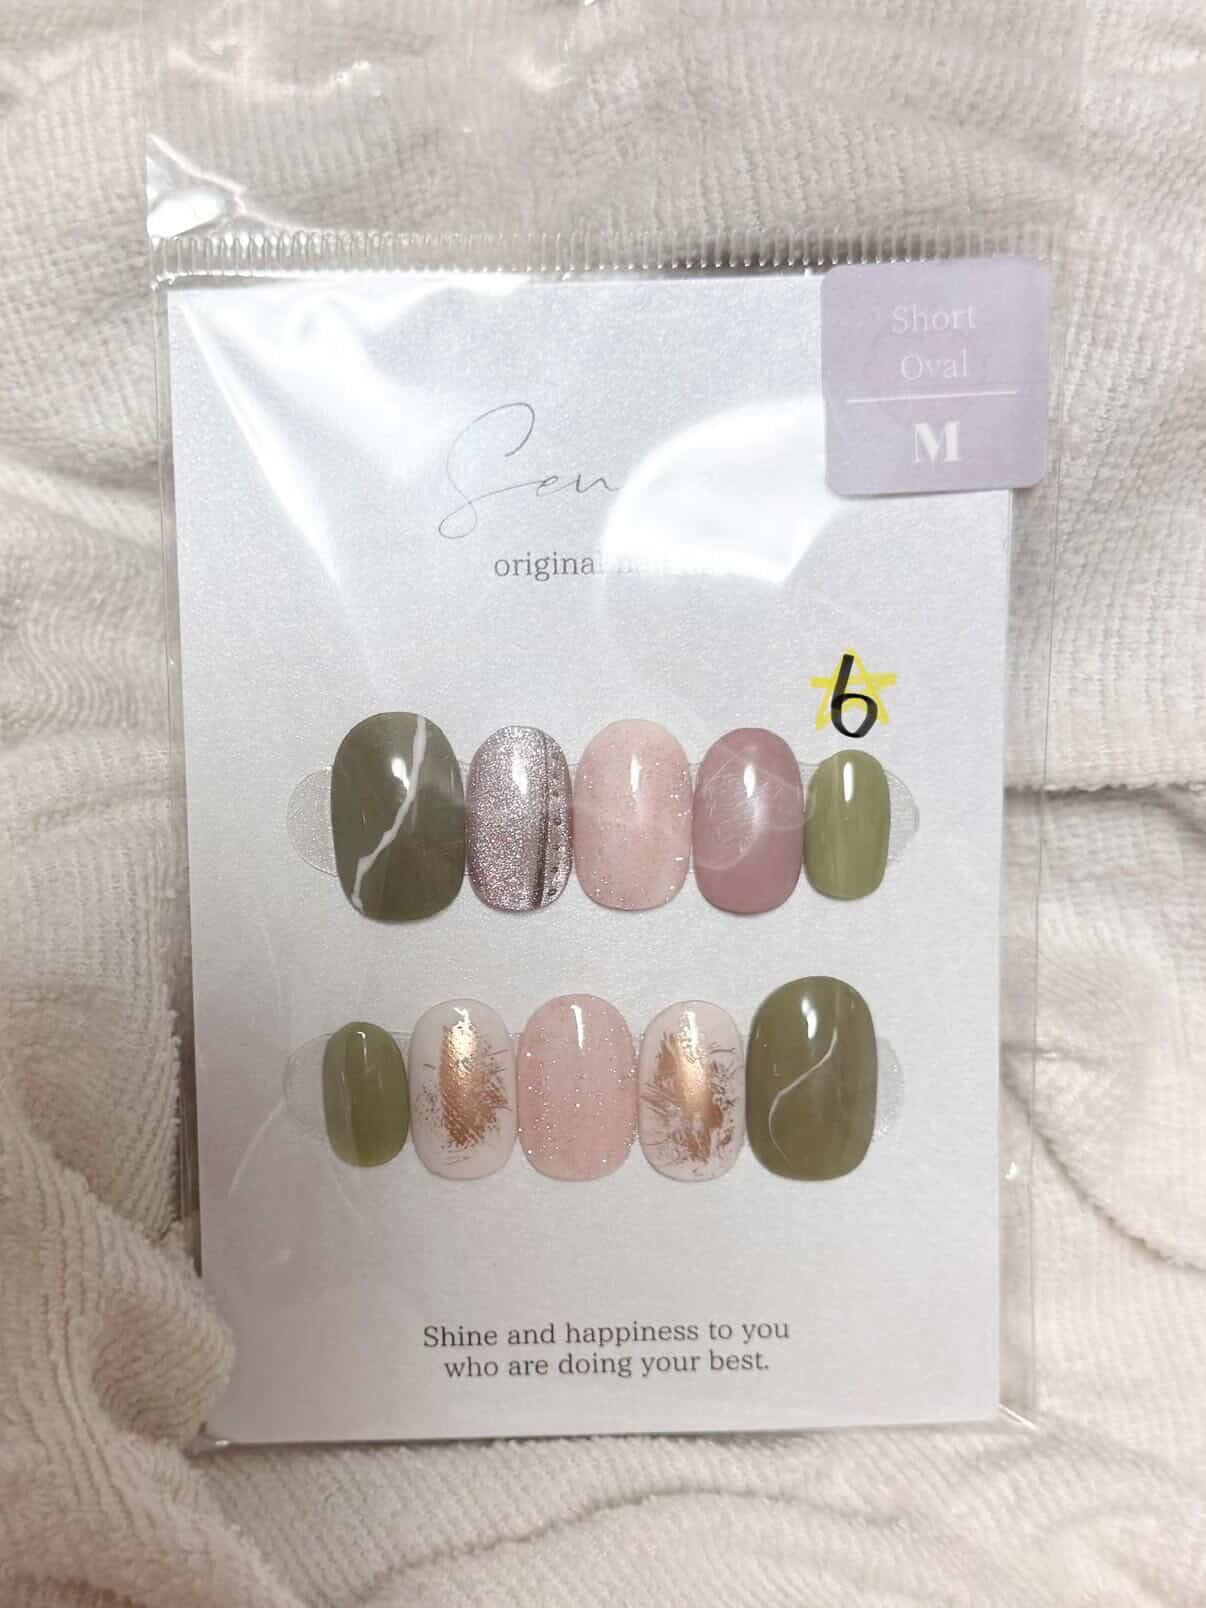 Short
Oval
M
original
6
Shine and happiness to you
who are doing your best.